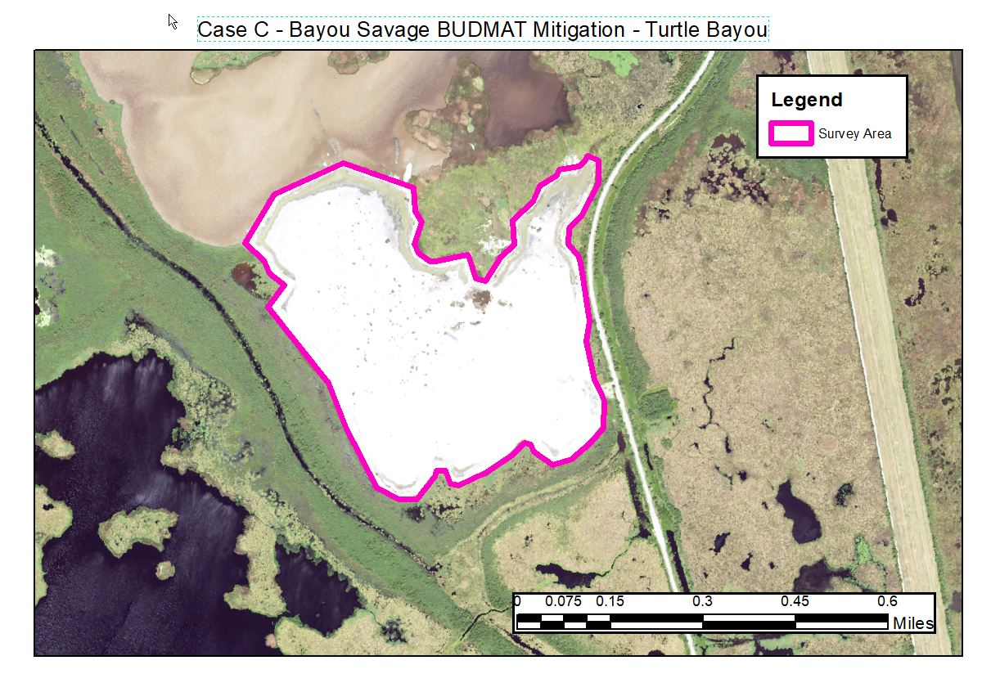 Case C - Bayou Savage BUDMAT Mitigation - Turtle Bayou
Legend
Survey Area
0 0.075 0.15 0.3 0.45 0.6
Miles